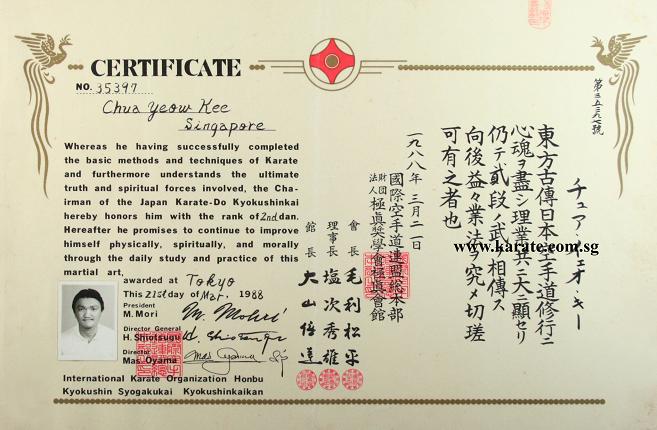 CERTIFICATE
NO. 35397
Chua Yeow Kee
Singapore
Whereas he having successfully completed
the basic methods and techniques of Karate
and furthermore understands the ultimate
truth and spiritual forces involved, the Cha-
irman of the Japan Karate-Do Kyokushinkai
hereby honors him with the rank of 2nd dan.
Hereafter he promises to continue to improve
himself physically, spiritually, and morally
through the daily study and practice of this
martial art,
awarded at Tokyo
This 21st day of Mar. 1988
President
M. Mori
Director General
H. Shiotsugu
Director
Mas Oyama
International Karate Organization Honbu
Kyokushin Syogakukai Kyokushinkaikan
第三五三九七號
チュア・イェオ・キー
東方古傳日本空手道修行ニ
心魂ヲ盡シ理業共ニ大ニ顯セリ
仍テ貳段ノ武ヲ相傳ス
向後益々業法ヲ究メ切瑳
可有之者也
一九八八年三月二一日
國際空手道連盟総本部
財団法人極眞奨學會極眞會館
會長 毛利松平
理事長 塩次秀雄
館長 大山倍達
www.karate.com.sg